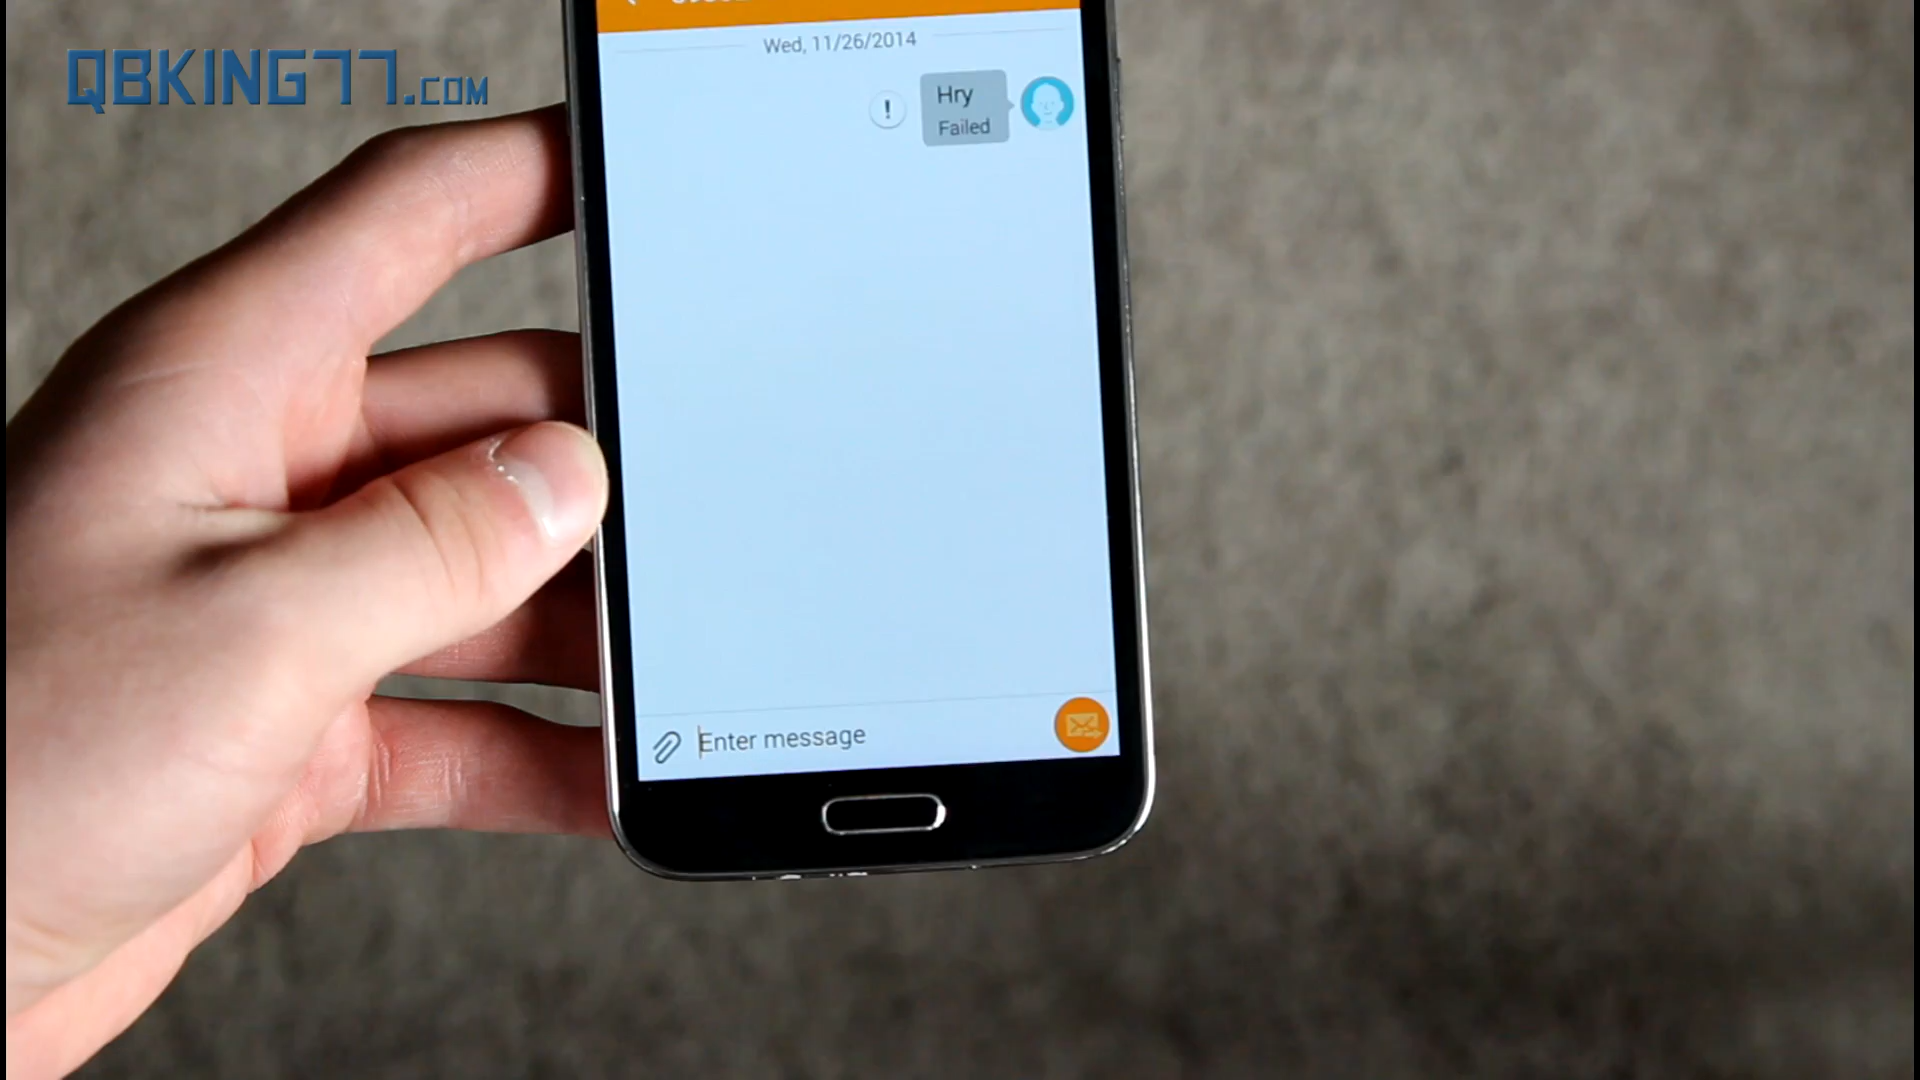 QBKING77.COM
Wed, 11/26/2014
!
Hry
Failed
Enter message